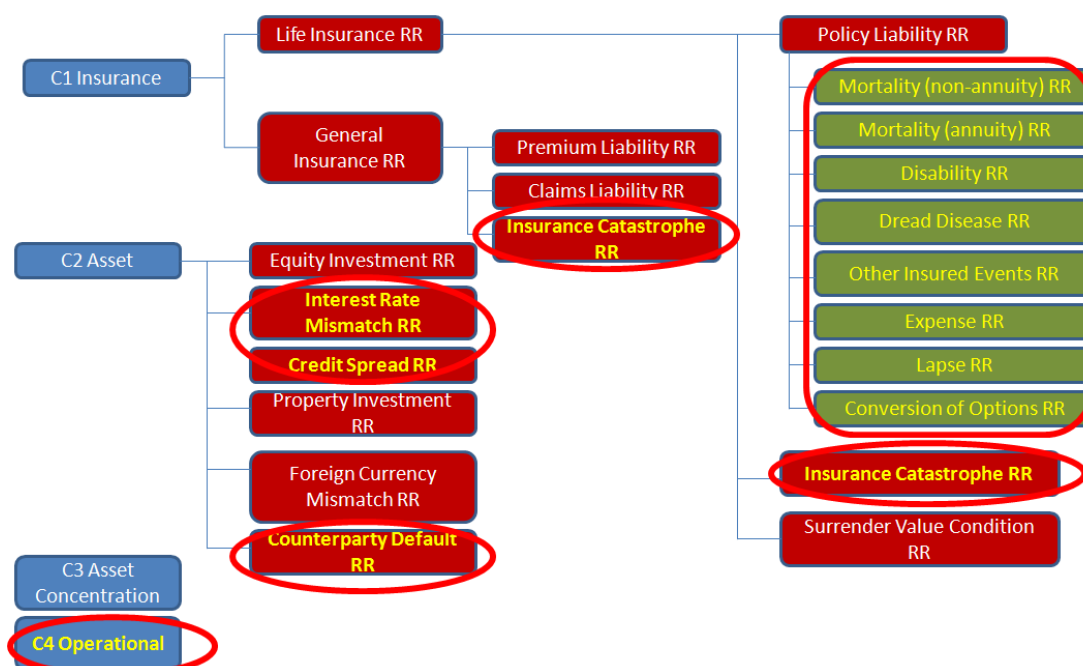 Life Insurance RR
Policy Liability RR
C1 Insurance
Mortality (non-annuity) RR
General
Insurance RR
Mortality (annuity) RR
Premium Liability RR
Disability RR
Claims Liability RR
Dread Disease RR
Insurance Catastrophe
RR
C2 Asset
Equity Investment RR
Other Insured Events RR
Interest Rate
Mismatch RR
Expense RR
Credit Spread RR
Lapse RR
Property Investment
RR
Conversion of Options RR
Foreign Currency
Mismatch RR
Insurance Catastrophe RR
Counterparty Default
RR
Surrender Value Condition
RR
C3 Asset
Concentration
C4 Operational